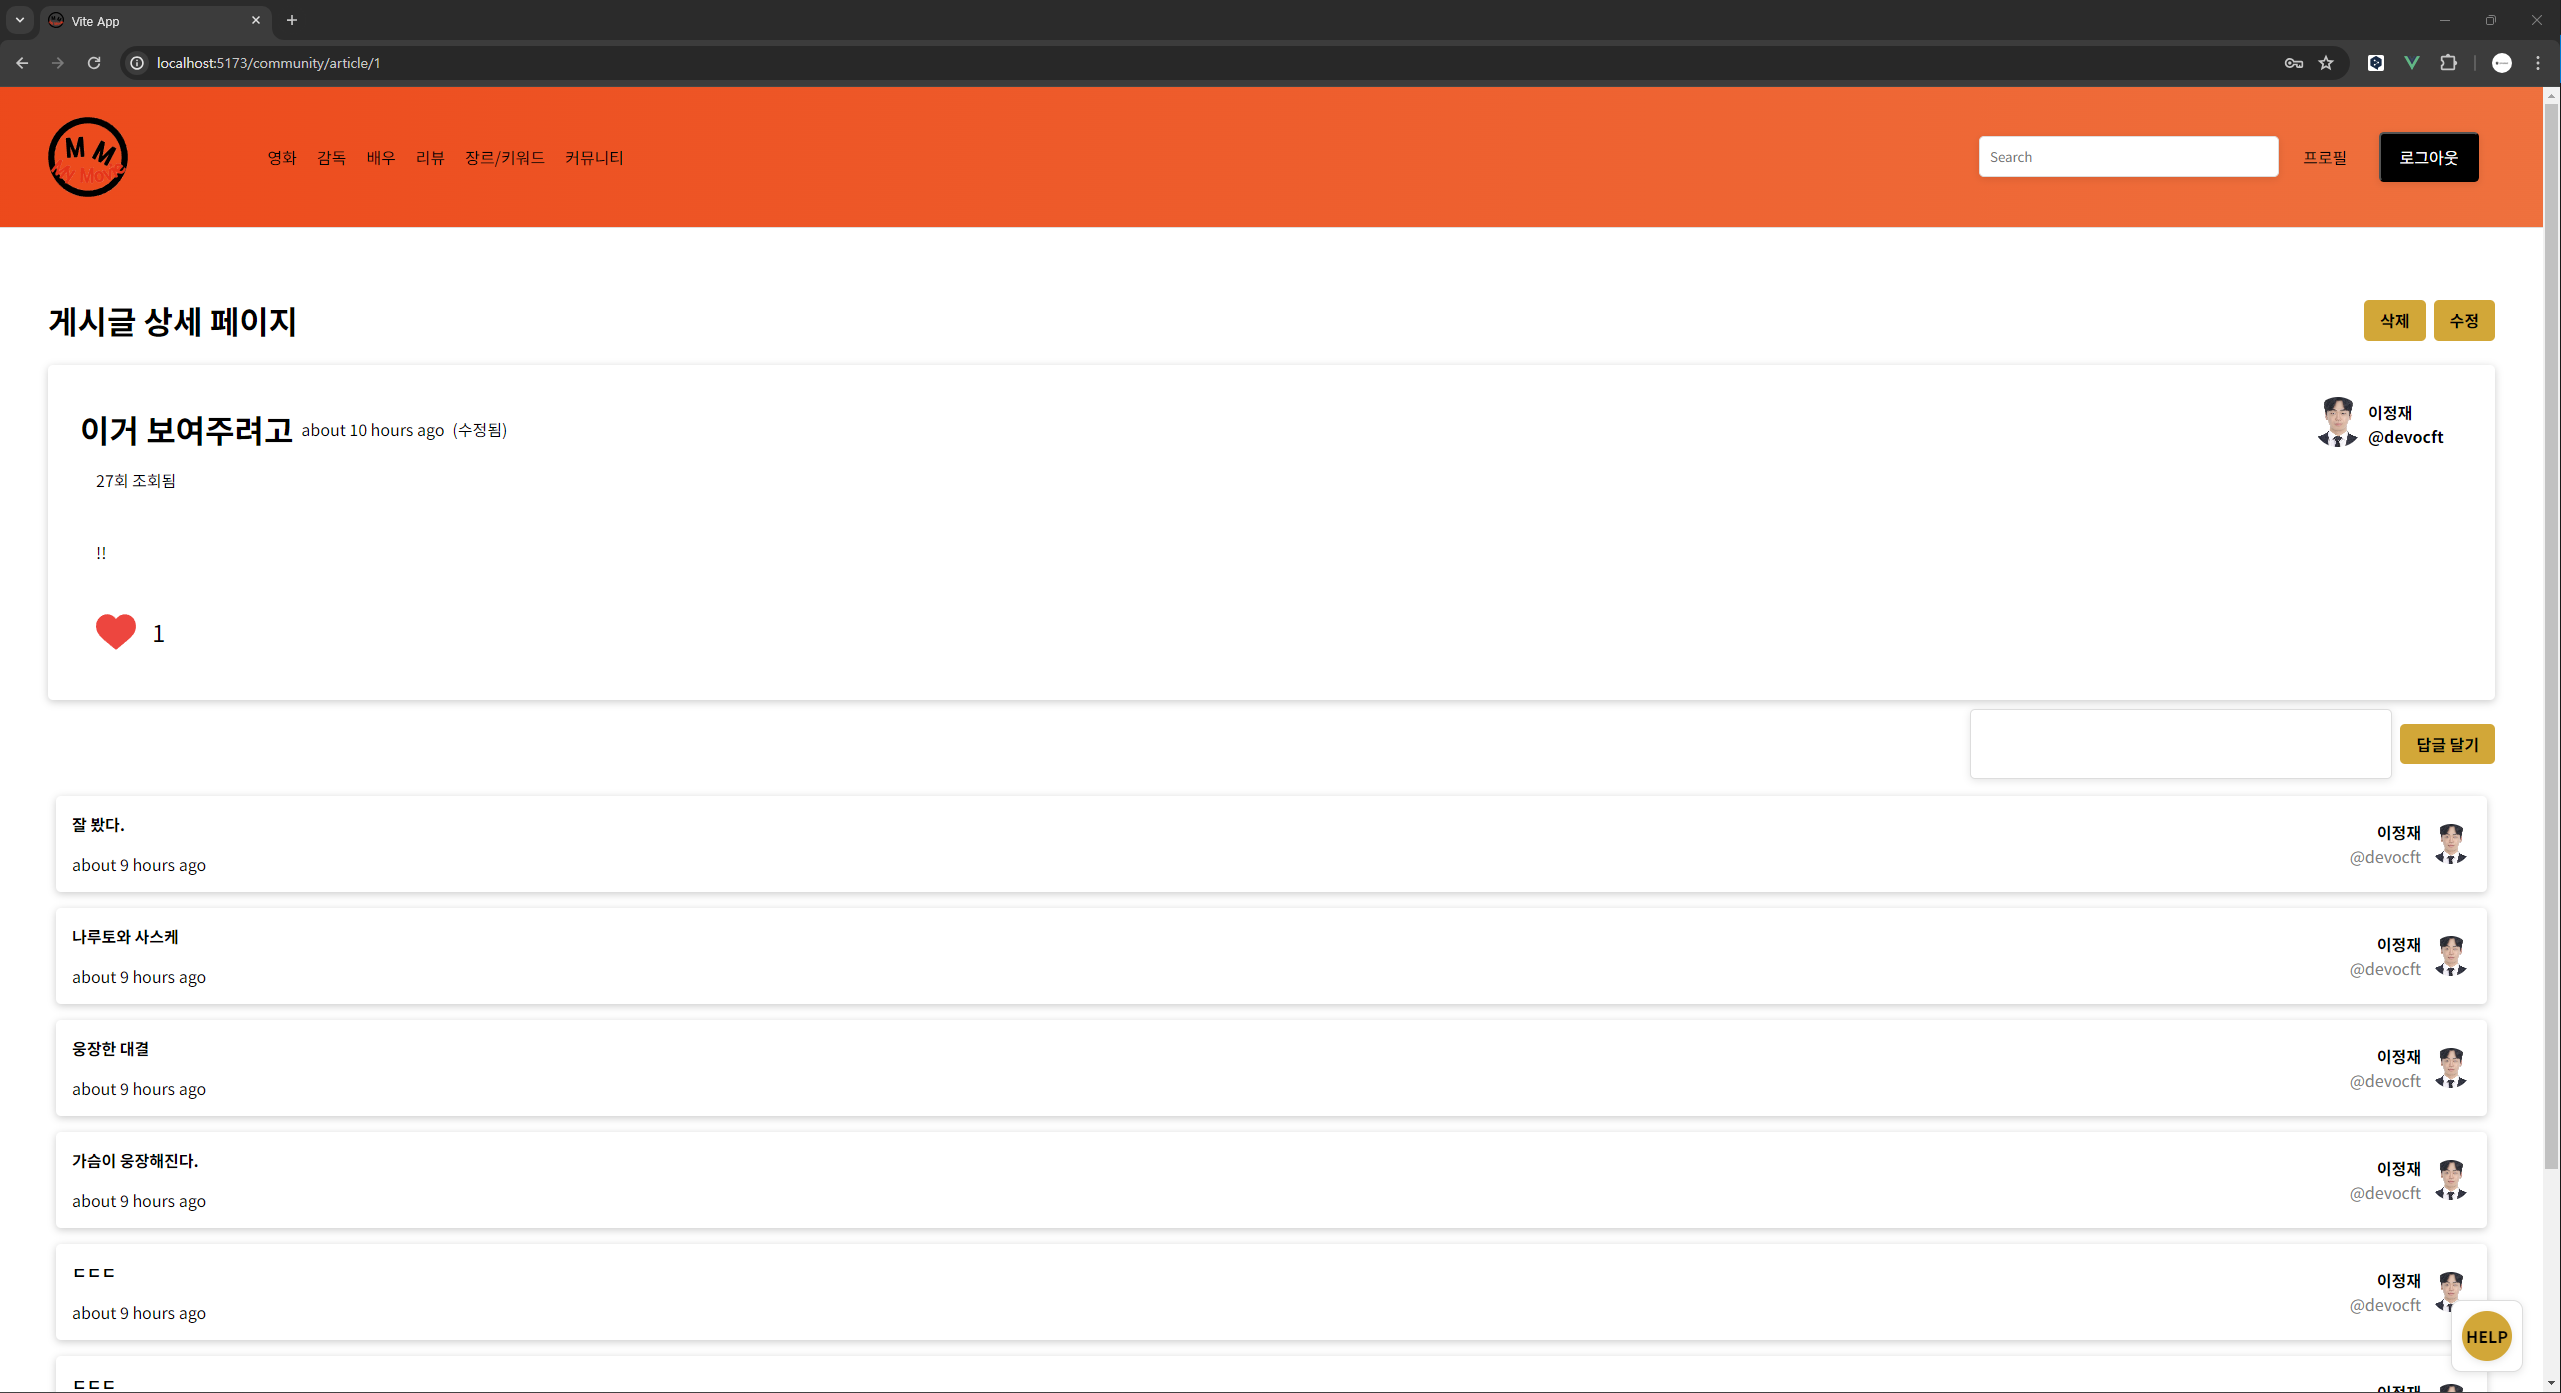 Vite App
localhost:5173/community/article/1
M M
My Movie
영화 감독 배우 리뷰 장르/키워드 커뮤니티
Search
프로필
로그아웃
게시글 상세 페이지
삭제 수정
이거 보여주려고 about 10 hours ago (수정됨)
이정재
@devocft
27회 조회됨
!!
1
답글 달기
잘 봤다.
about 9 hours ago
이정재
@devocft
나루토와 사스케
about 9 hours ago
이정재
@devocft
웅장한 대결
about 9 hours ago
이정재
@devocft
가슴이 웅장해진다.
about 9 hours ago
이정재
@devocft
ㄷㄷㄷ
about 9 hours ago
이정재
@devocft
HELP
ㄷㄷㄷ
이정재